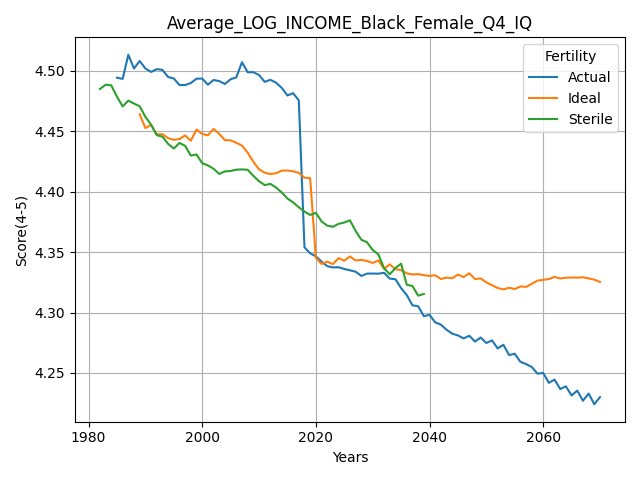 Average_LOG_INCOME_Black_Female_Q4_IQ
Fertility
Actual
Ideal
Sterile
Score(4-5)
4.50
4.45
4.40
4.35
4.30
4.25
1980
2000
2020
2040
2060
Years